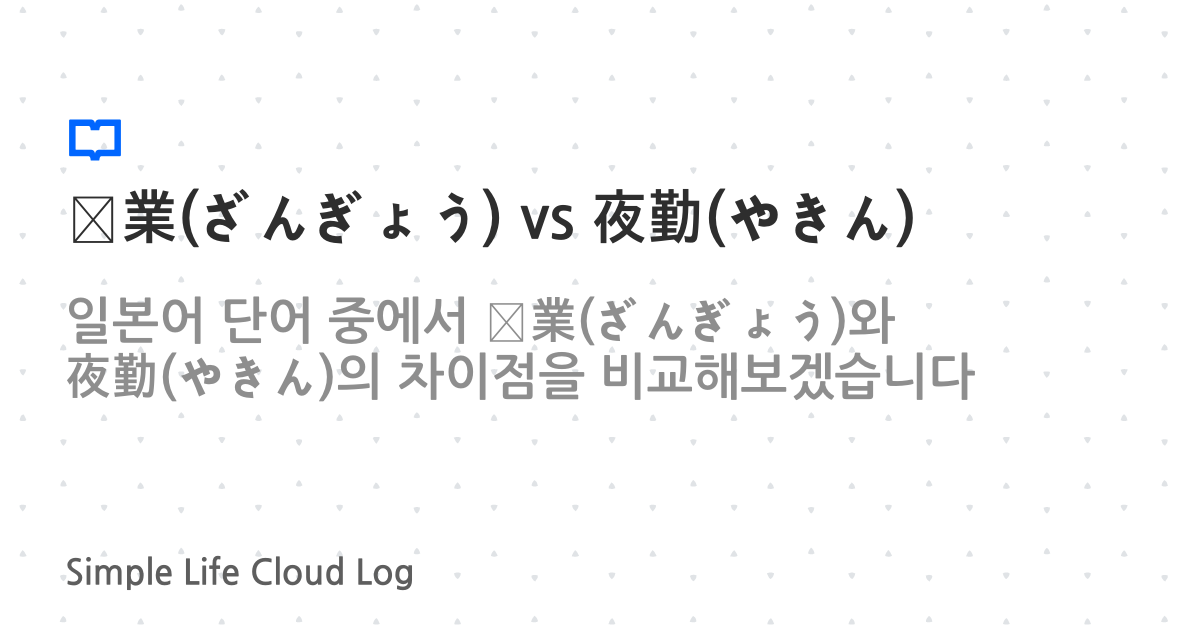 ☒業(ざんぎょう) vs 夜勤(やきん)
일본어 단어 중에서 ☒業(ざんぎょう)와
夜勤(やきん)의 차이점을 비교해보겠습니다
Simple Life Cloud Log